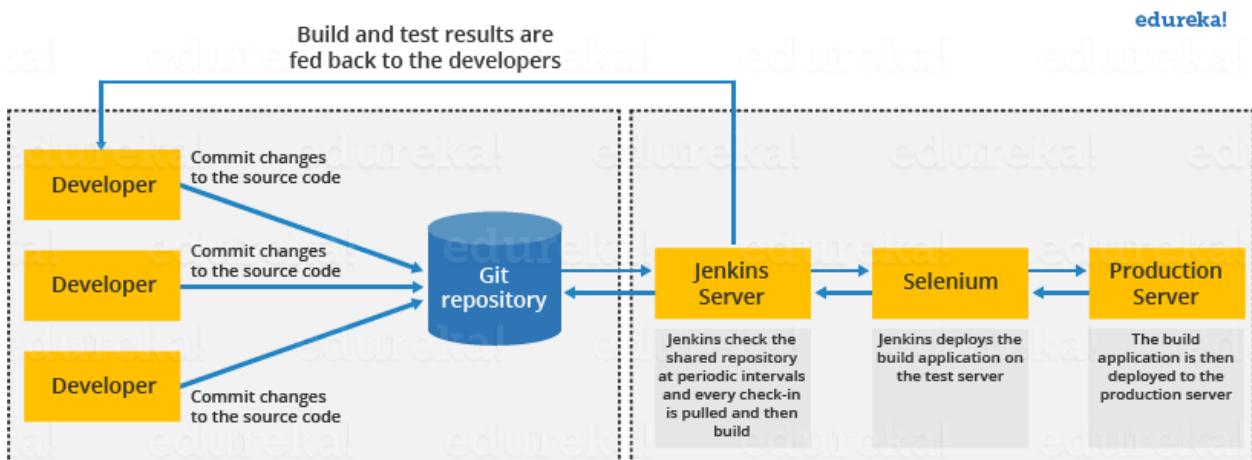 edureka!
Build and test results are
fed back to the developers
Developer
Commit changes
to the source code
Developer
Commit changes
to the source code
Developer
Commit changes
to the source code
Git
repository
Jenkins
Server
Jenkins check the
shared repository
at periodic intervals
and every check-in
is pulled and then
build
Selenium
Jenkins deploys the
build application on
the test server
Production
Server
The build
application is then
deployed to the
production server